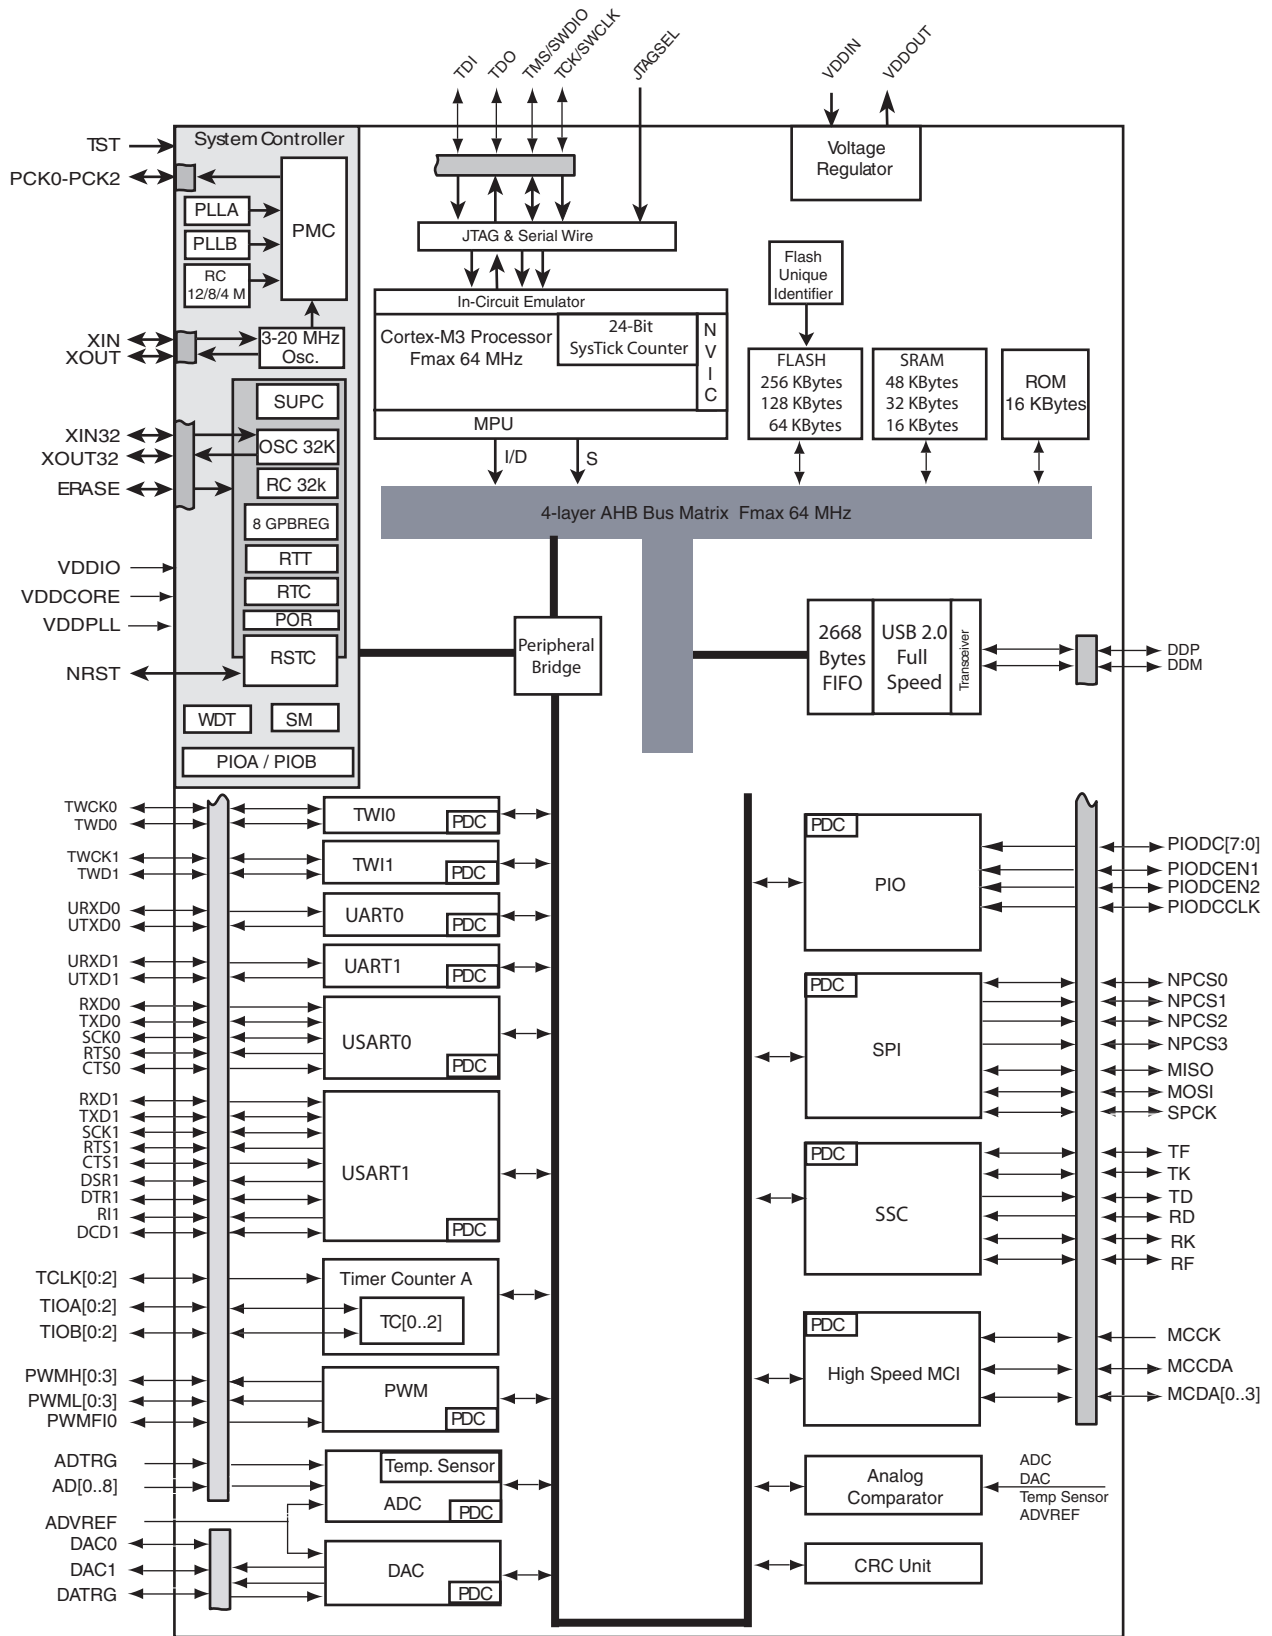 TDI
TDO
TMS/SWDIO
TCK/SWCLK
JTAGSEL
VDDIN
VDDOUT
System Controller
TST
PCK0-PCK2
PLLA
PLLB
RC
12/8/4 M
PMC
XIN
XOUT
3-20 MHz
Osc.
SUPC
XIN32
XOUT32
ERASE
OSC 32K
RC 32k
8 GPBREG
RTT
RTC
POR
RSTC
VDDIO
VDDCORE
VDDPLL
NRST
WDT
SM
PIOA / PIOB
Voltage
Regulator
JTAG & Serial Wire
In-Circuit Emulator
Cortex-M3 Processor
Fmax 64 MHz
24-Bit
SysTick Counter
N
V
I
C
MPU
I/D
S
Flash
Unique
Identifier
FLASH
256 KBytes
128 KBytes
64 KBytes
SRAM
48 KBytes
32 KBytes
16 KBytes
ROM
16 KBytes
4-layer AHB Bus Matrix Fmax 64 MHz
Peripheral
Bridge
2668
Bytes
FIFO
USB 2.0
Full
Speed
Transceiver
DDP
DDM
TWCK0
TWD0
TWI0
PDC
TWCK1
TWD1
TWI1
PDC
URXD0
UTXD0
UART0
PDC
URXD1
UTXD1
UART1
PDC
RXD0
TXD0
SCK0
RTS0
CTS0
USART0
PDC
RXD1
TXD1
SCK1
RTS1
CTS1
DSR1
DTR1
RI1
DCD1
USART1
PDC
TCLK[0:2]
TIOA[0:2]
TIOB[0:2]
Timer Counter A
TC[0..2]
PWMH[0:3]
PWML[0:3]
PWMFI0
PWM
PDC
ADTRG
AD[0..8]
Temp. Sensor
ADC
PDC
ADVREF
DAC0
DAC1
DATRG
DAC
PDC
PDC
PIO
PIODC[7:0]
PIODCEN1
PIODCEN2
PIODCCLK
PDC
SPI
NPCS0
NPCS1
NPCS2
NPCS3
MISO
MOSI
SPCK
PDC
SSC
TF
TK
TD
RD
RK
RF
PDC
High Speed MCI
MCCK
MCCDA
MCDA[0..3]
Analog
Comparator
ADC
DAC
Temp Sensor
ADVREF
CRC Unit